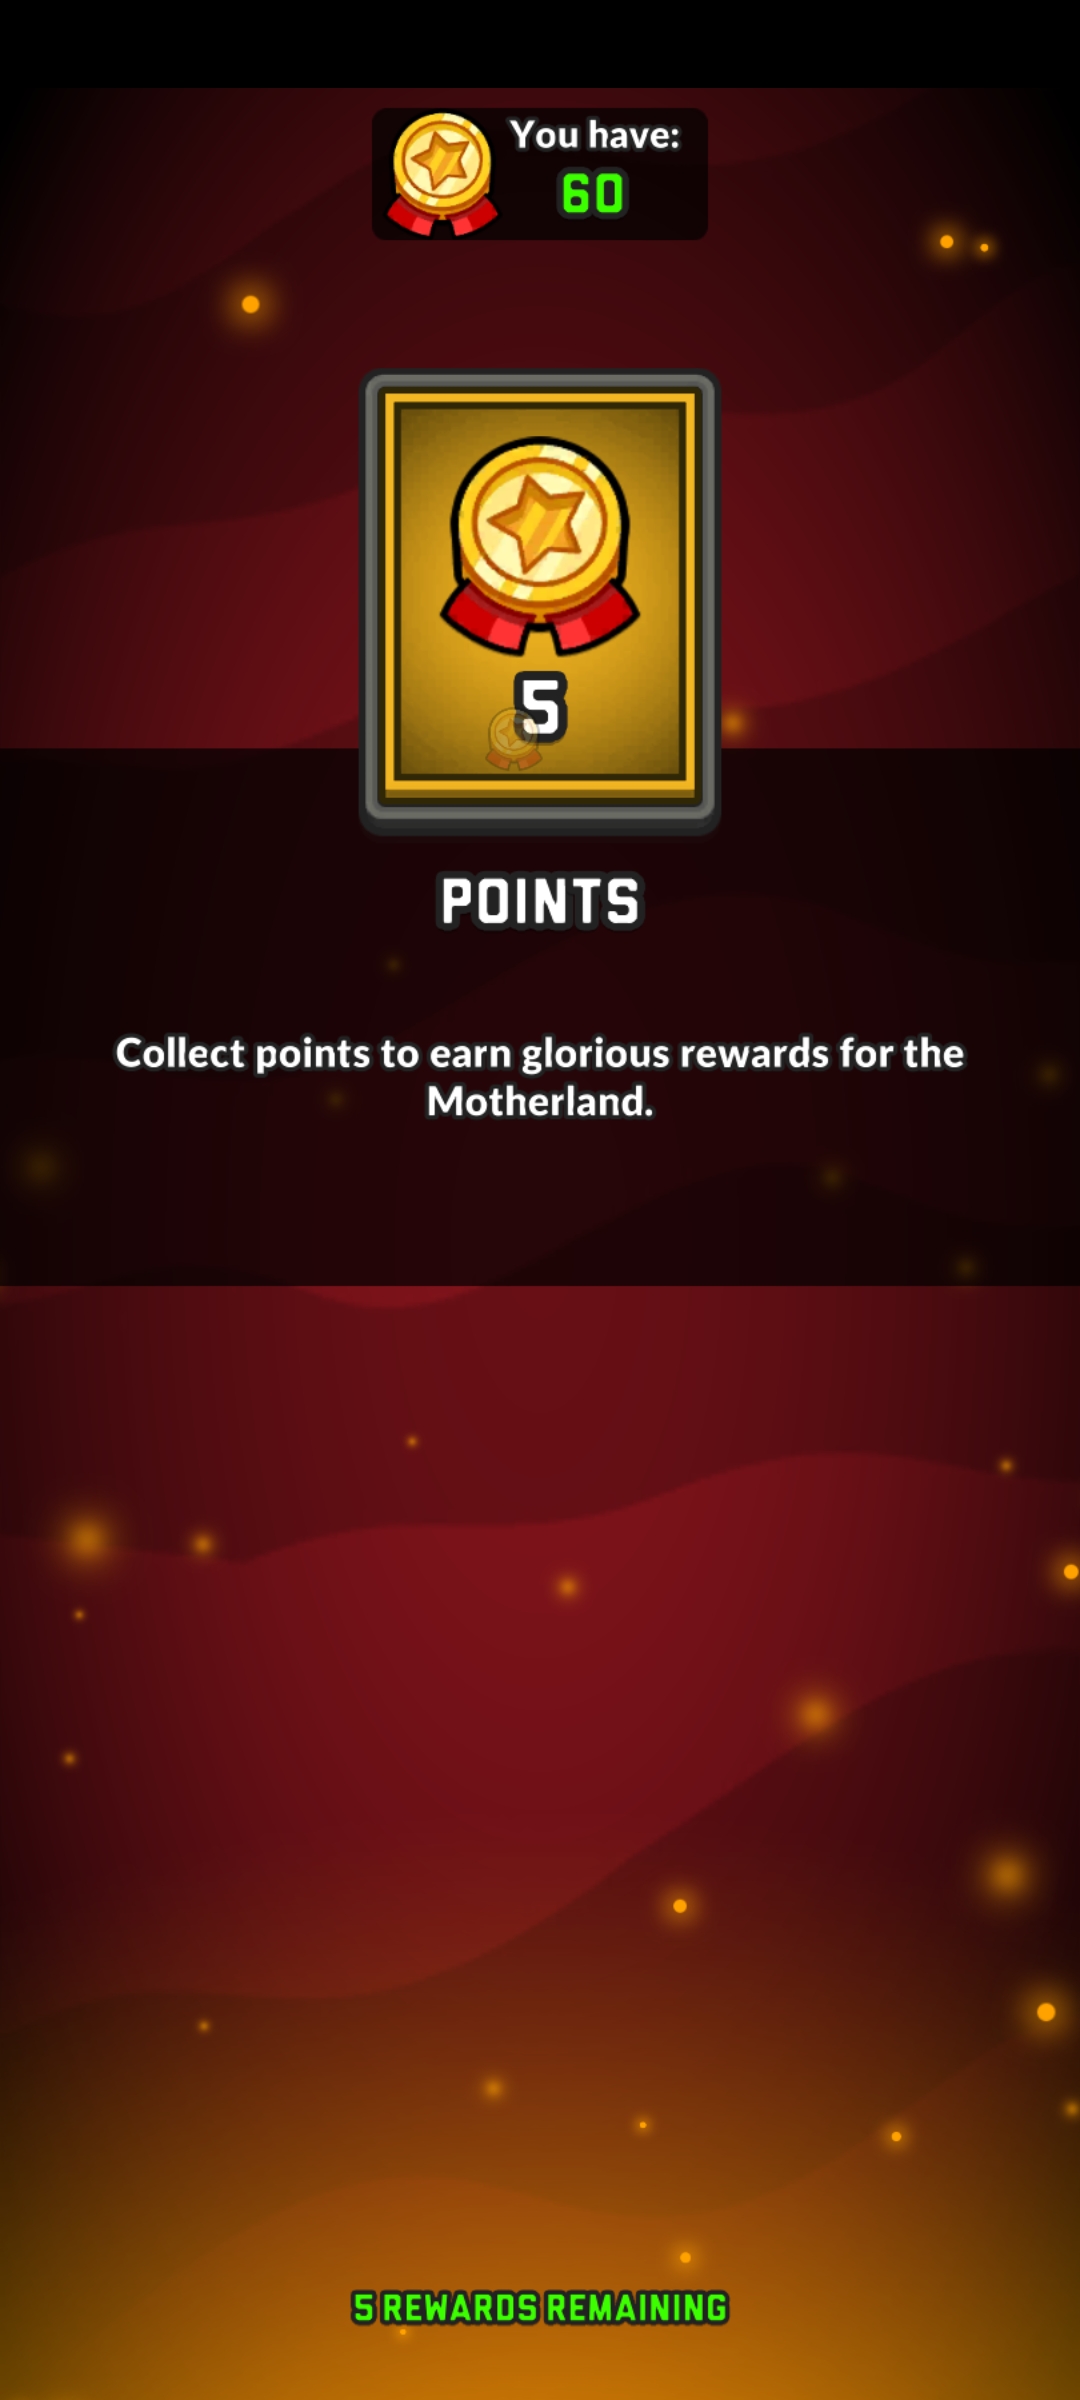 You have:
60
5
POINTS
Collect points to earn glorious rewards for the
Motherland.
5 REWARDS REMAINING